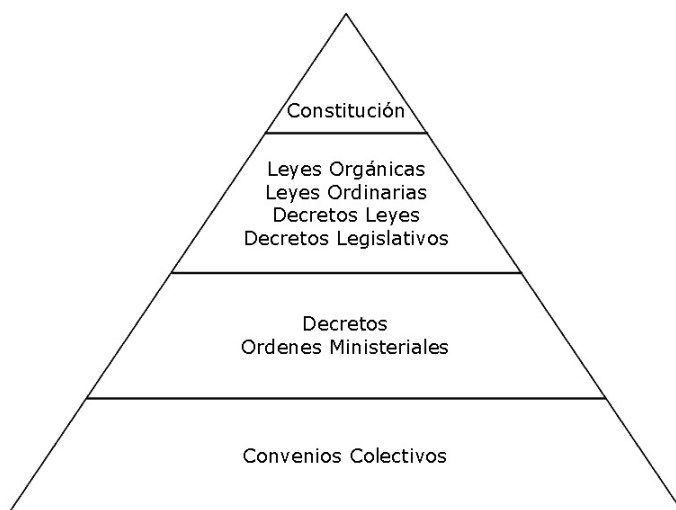 Constitución
Leyes Orgánicas
Leyes Ordinarias
Decretos Leyes
Decretos Legislativos
Decretos
Ordenes Ministeriales
Convenios Colectivos